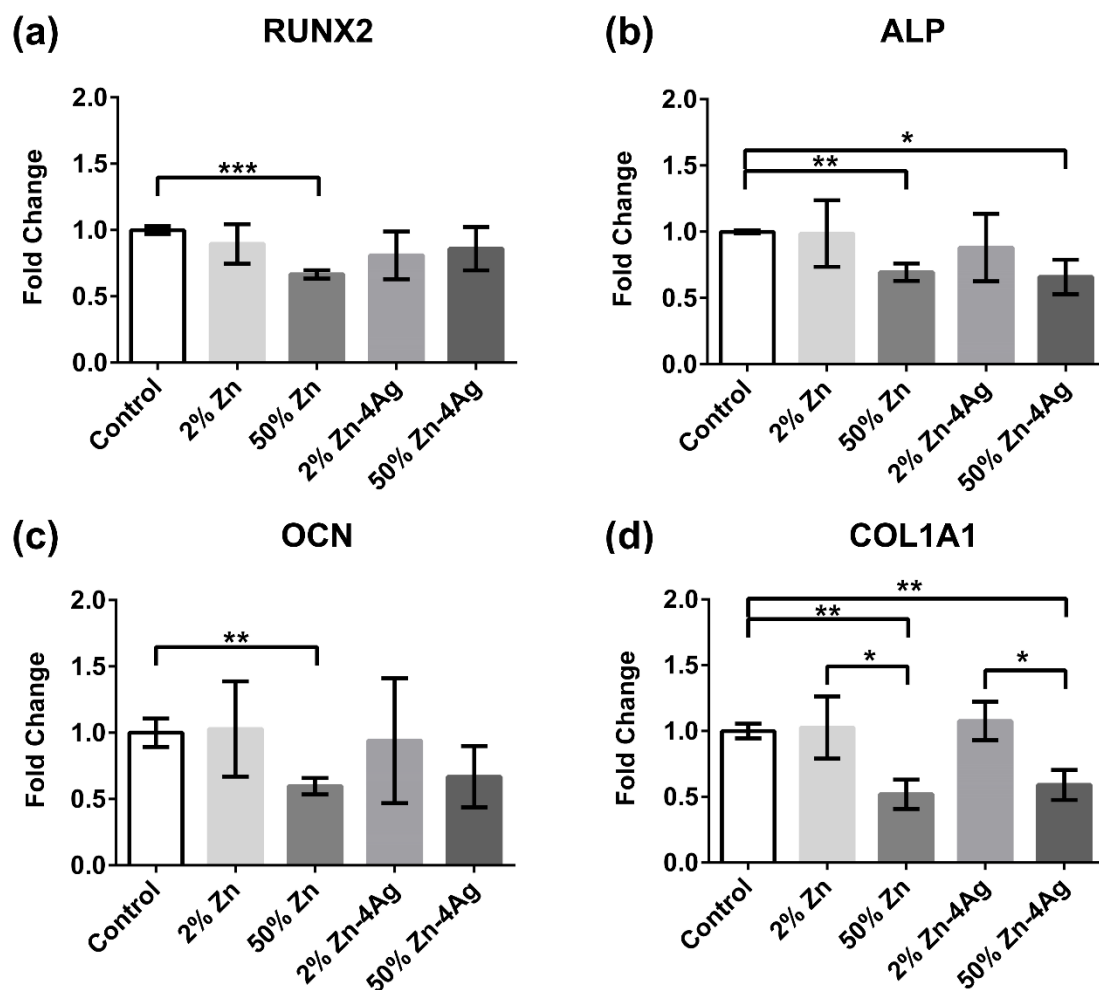 (a) RUNX2
2.0
1.5
1.0
0.5
0.0
Fold Change
***
Control
2% Zn
50% Zn
2% Zn-4Ag
50% Zn-4Ag
(b) ALP
2.0
1.5
1.0
0.5
0.0
Fold Change
*
**
Control
2% Zn
50% Zn
2% Zn-4Ag
50% Zn-4Ag
(c) OCN
2.0
1.5
1.0
0.5
0.0
Fold Change
**
Control
2% Zn
50% Zn
2% Zn-4Ag
50% Zn-4Ag
(d) COL1A1
2.0
1.5
1.0
0.5
0.0
Fold Change
**
**
*
*
Control
2% Zn
50% Zn
2% Zn-4Ag
50% Zn-4Ag